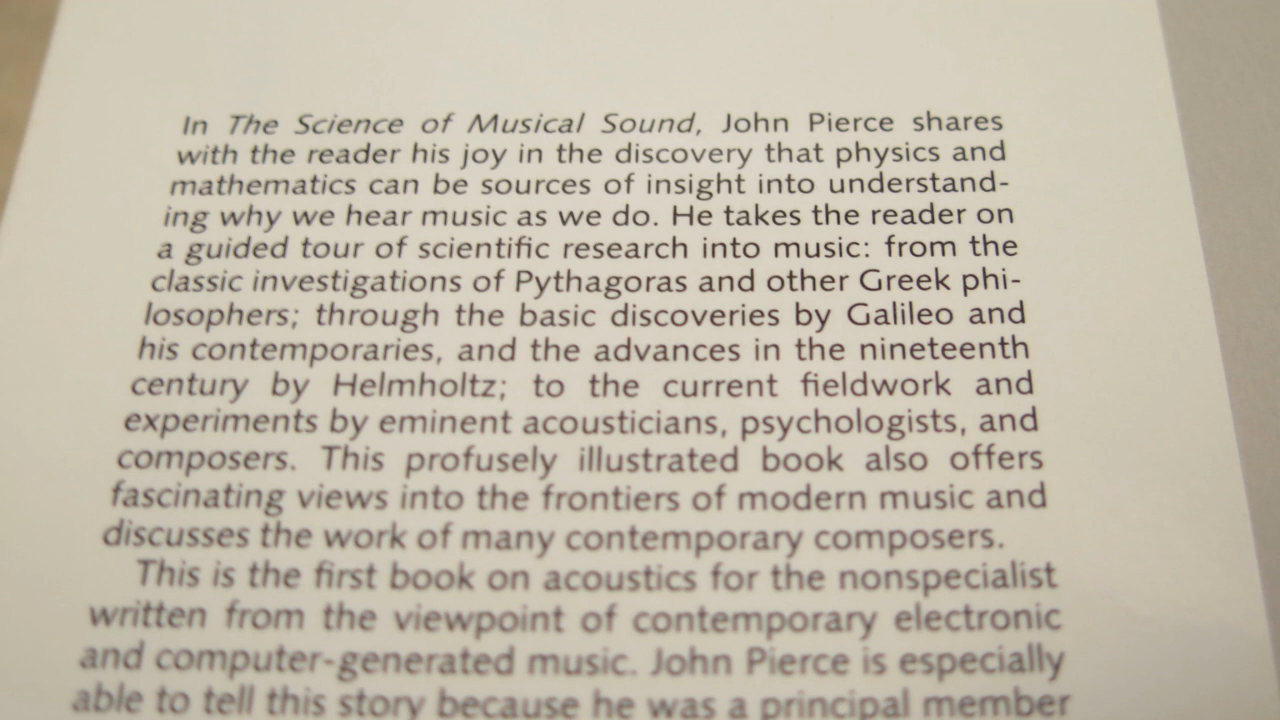 In The Science of Musical Sound, John Pierce shares
with the reader his joy in the discovery that physics and
mathematics can be sources of insight into understand-
ing why we hear music as we do. He takes the reader on
a guided tour of scientific research into music: from the
classic investigations of Pythagoras and other Greek phi-
losophers; through the basic discoveries by Galileo and
his contemporaries, and the advances in the nineteenth
century by Helmholtz; to the current fieldwork and
experiments by eminent acousticians, psychologists, and
composers. This profusely illustrated book also offers
fascinating views into the frontiers of modern music and
discusses the work of many contemporary composers.
This is the first book on acoustics for the nonspecialist
written from the viewpoint of contemporary electronic
and computer-generated music. John Pierce is especially
able to tell this story because he was a principal member